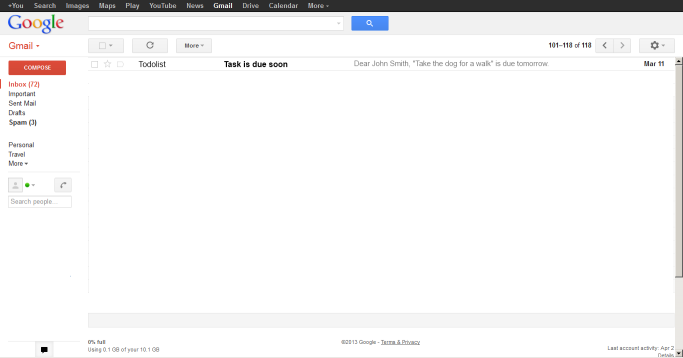 +You Search Images Maps Play YouTube News Gmail Drive Calendar More
Google
Gmail
More
101–118 of 118
COMPOSE
Todolist Task is due soon Dear John Smith, "Take the dog for a walk" is due tomorrow. Mar 11
Inbox (72)
Important
Sent Mail
Drafts
Spam (3)
Personal
Travel
More
Search people...
0% full
Using 0.1 GB of your 10.1 GB
©2013 Google - Terms & Privacy
Last account activity: Apr 2
Details